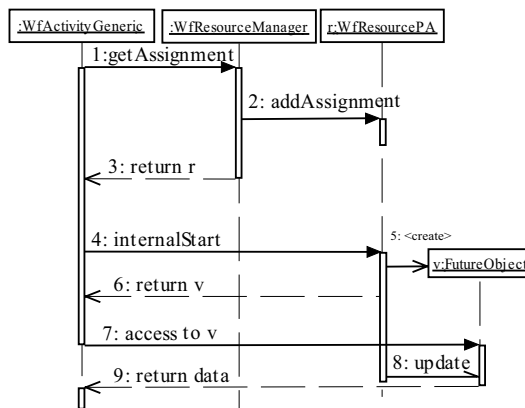 :WfActivityGeneric
:WfResourceManager
r:WfResourcePA
1:getAssignment
2: addAssignment
3: return r
4: internalStart
5: <create>
v:FutureObject
6: return v
7: access to v
8: update
9: return data